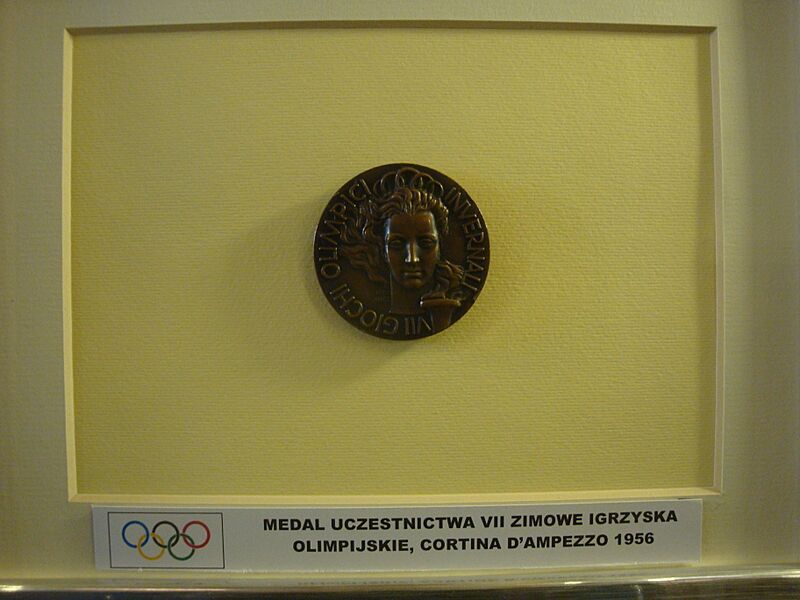 VII GIOCHI OLIMPICI INVERNALI
MEDAL UCZESTNICTWA VII ZIMOWE IGRZYSKA
OLIMPIJSKIE, CORTINA D'AMPEZZO 1956